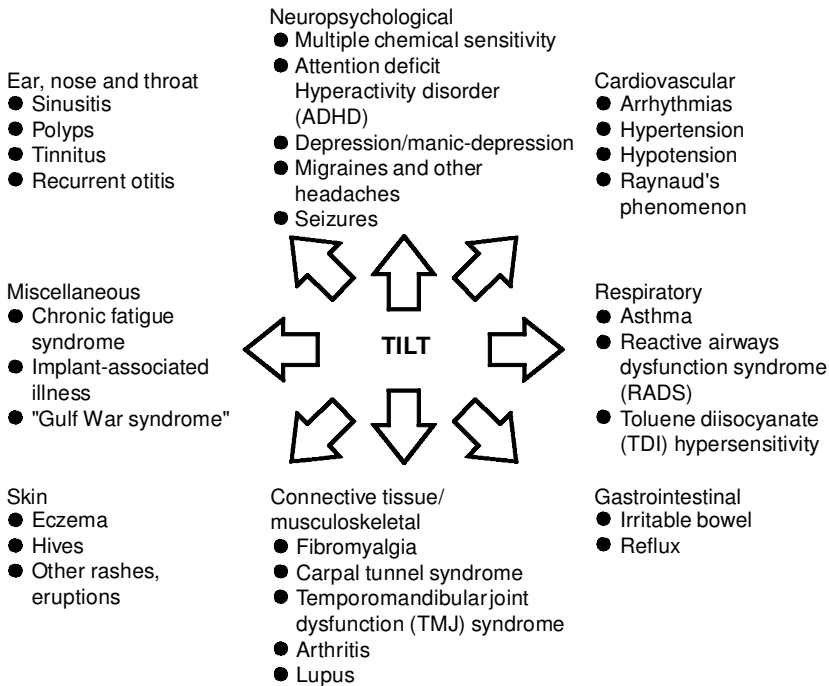 Neuropsychological
● Multiple chemical sensitivity
● Attention deficit
Hyperactivity disorder
(ADHD)
● Depression/manic-depression
● Migraines and other
headaches
● Seizures
Ear, nose and throat
● Sinusitis
● Polyps
● Tinnitus
● Recurrent otitis
Cardiovascular
● Arrhythmias
● Hypertension
● Hypotension
● Raynaud's
phenomenon
Miscellaneous
● Chronic fatigue
syndrome
● Implant-associated
illness
● "Gulf War syndrome"
TILT
Respiratory
● Asthma
● Reactive airways
dysfunction syndrome
(RADS)
● Toluene diisocyanate
(TDI) hypersensitivity
Skin
● Eczema
● Hives
● Other rashes,
eruptions
Connective tissue/
musculoskeletal
● Fibromyalgia
● Carpal tunnel syndrome
● Temporomandibular joint
dysfunction (TMJ) syndrome
● Arthritis
● Lupus
Gastrointestinal
● Irritable bowel
● Reflux